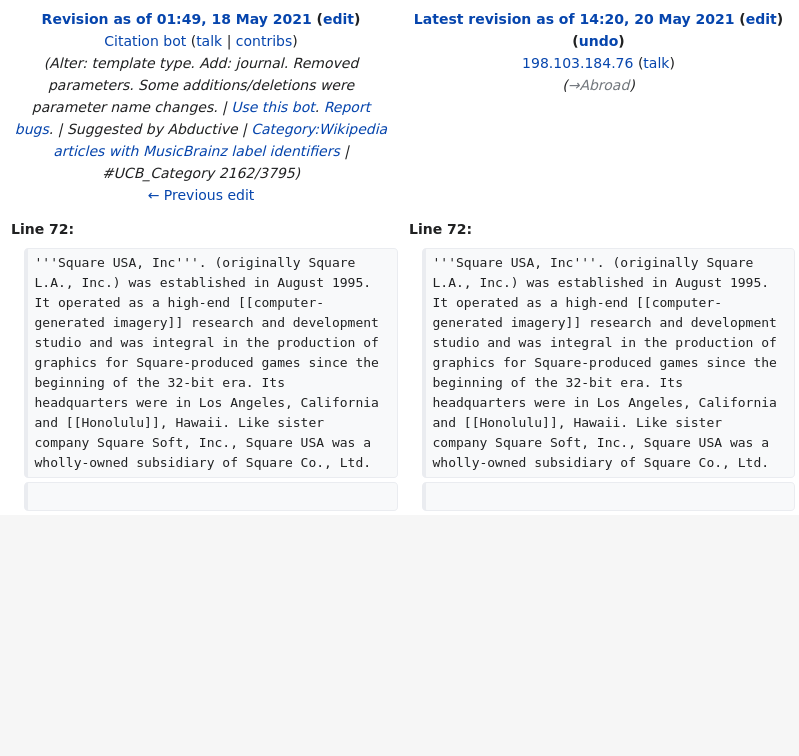 Revision as of 01:49, 18 May 2021 (edit)
Citation bot (talk | contribs)
(Alter: template type. Add: journal. Removed
parameters. Some additions/deletions were
parameter name changes. | Use this bot. Report
bugs. | Suggested by Abductive | Category:Wikipedia
articles with MusicBrainz label identifiers |
#UCB_Category 2162/3795)
← Previous edit
Latest revision as of 14:20, 20 May 2021 (edit)
(undo)
198.103.184.76 (talk)
(→Abroad)
Line 72:
'''Square USA, Inc'''. (originally Square
L.A., Inc.) was established in August 1995.
It operated as a high-end [[computer-
generated imagery]] research and development
studio and was integral in the production of
graphics for Square-produced games since the
beginning of the 32-bit era. Its
headquarters were in Los Angeles, California
and [[Honolulu]], Hawaii. Like sister
company Square Soft, Inc., Square USA was a
wholly-owned subsidiary of Square Co., Ltd.
Line 72:
'''Square USA, Inc'''. (originally Square
L.A., Inc.) was established in August 1995.
It operated as a high-end [[computer-
generated imagery]] research and development
studio and was integral in the production of
graphics for Square-produced games since the
beginning of the 32-bit era. Its
headquarters were in Los Angeles, California
and [[Honolulu]], Hawaii. Like sister
company Square Soft, Inc., Square USA was a
wholly-owned subsidiary of Square Co., Ltd.